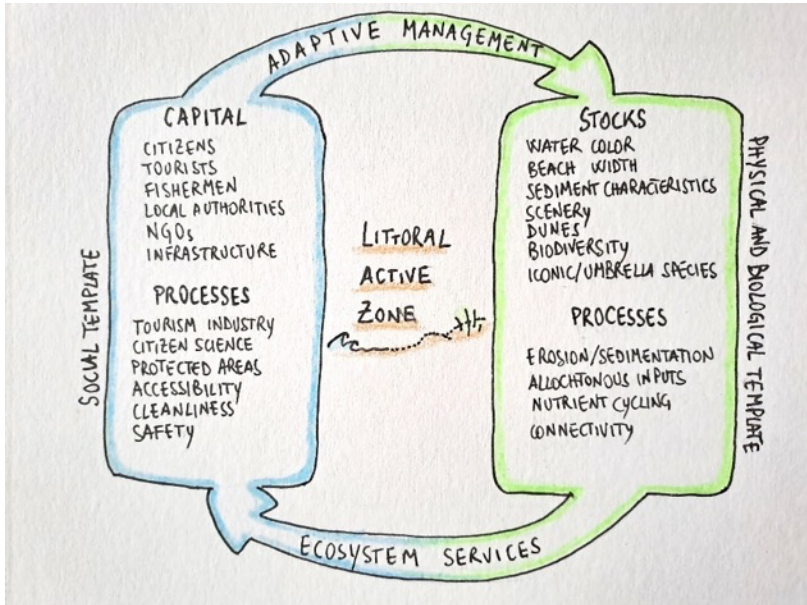 ADAPTIVE MANAGEMENT
SOCIAL TEMPLATE
CAPITAL
CITIZENS
TOURISTS
FISHERMEN
LOCAL AUTHORITIES
NGOs
INFRASTRUCTURE
PROCESSES
TOURISM INDUSTRY
CITIZEN SCIENCE
PROTECTED AREAS
ACCESSIBILITY
CLEANLINESS
SAFETY
LITTORAL
ACTIVE
ZONE
STOCKS
WATER COLOR
BEACH WIDTH
SEDIMENT CHARACTERISTICS
SCENERY
DUNES
BIODIVERSITY
ICONIC/UMBRELLA SPECIES
PROCESSES
EROSION/SEDIMENTATION
ALLOCHTONOUS INPUTS
NUTRIENT CYCLING
CONNECTIVITY
PHYSICAL AND BIOLOGICAL TEMPLATE
ECOSYSTEM SERVICES